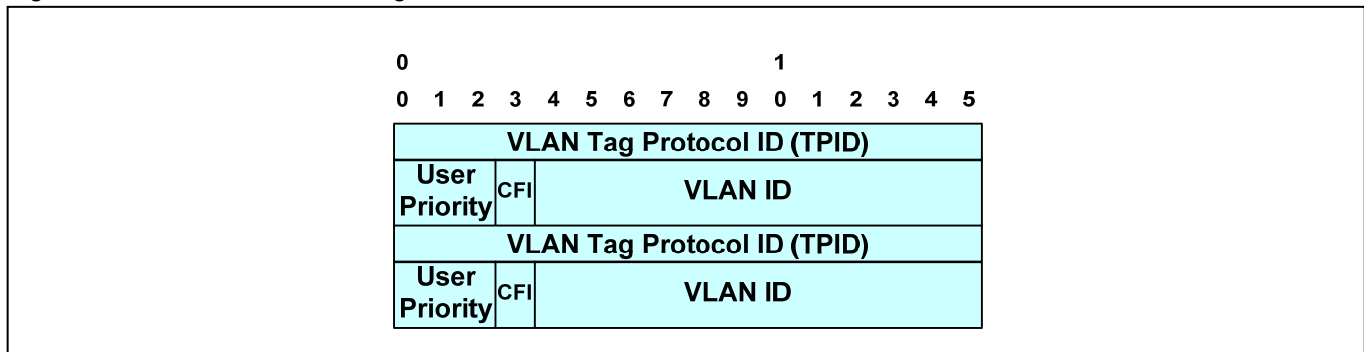 0 1
0 1 2 3 4 5 6 7 8 9 0 1 2 3 4 5
VLAN Tag Protocol ID (TPID)
User Priority CFI VLAN ID
VLAN Tag Protocol ID (TPID)
User Priority CFI VLAN ID